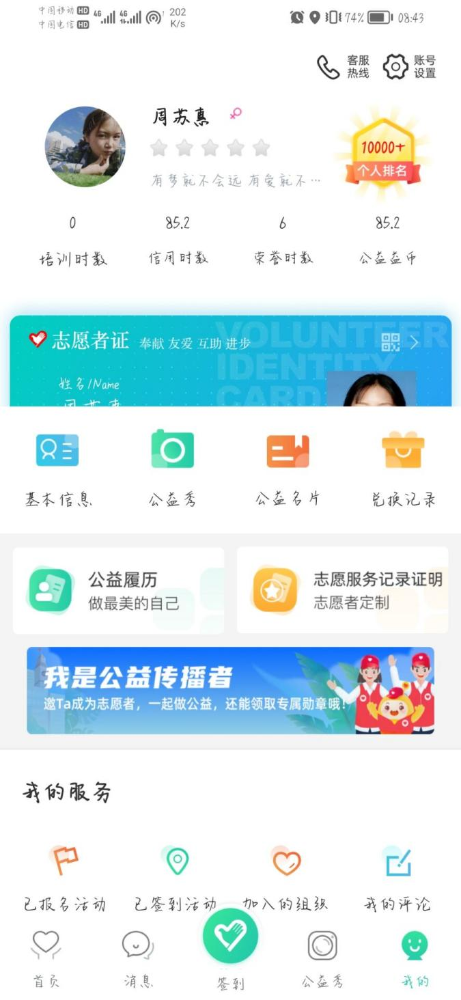 中国移动 HD 4G 4G 202 74% 08:43
中国电信 HD K/s
客服 账号
热线 设置
周苏惠
10000+
个人排名
有梦就不会远 有爱就不…
0 85.2 6 85.2
培训时数 信用时数 荣誉时数 公益益币
志愿者证 奉献 友爱 互助 进步
VOLUNTEER
IDENTITY
CARD
姓名/Name
周苏惠
基本信息 公益秀 公益名片 兑换记录
公益履历 志愿服务记录证明
做最美的自己 志愿者定制
我是公益传播者
邀Ta成为志愿者，一起做公益，还能领取专属勋章哦！
我的服务
已报名活动 已签到活动 加入的组织 我的评论
首页 消息 签到 公益秀 我的